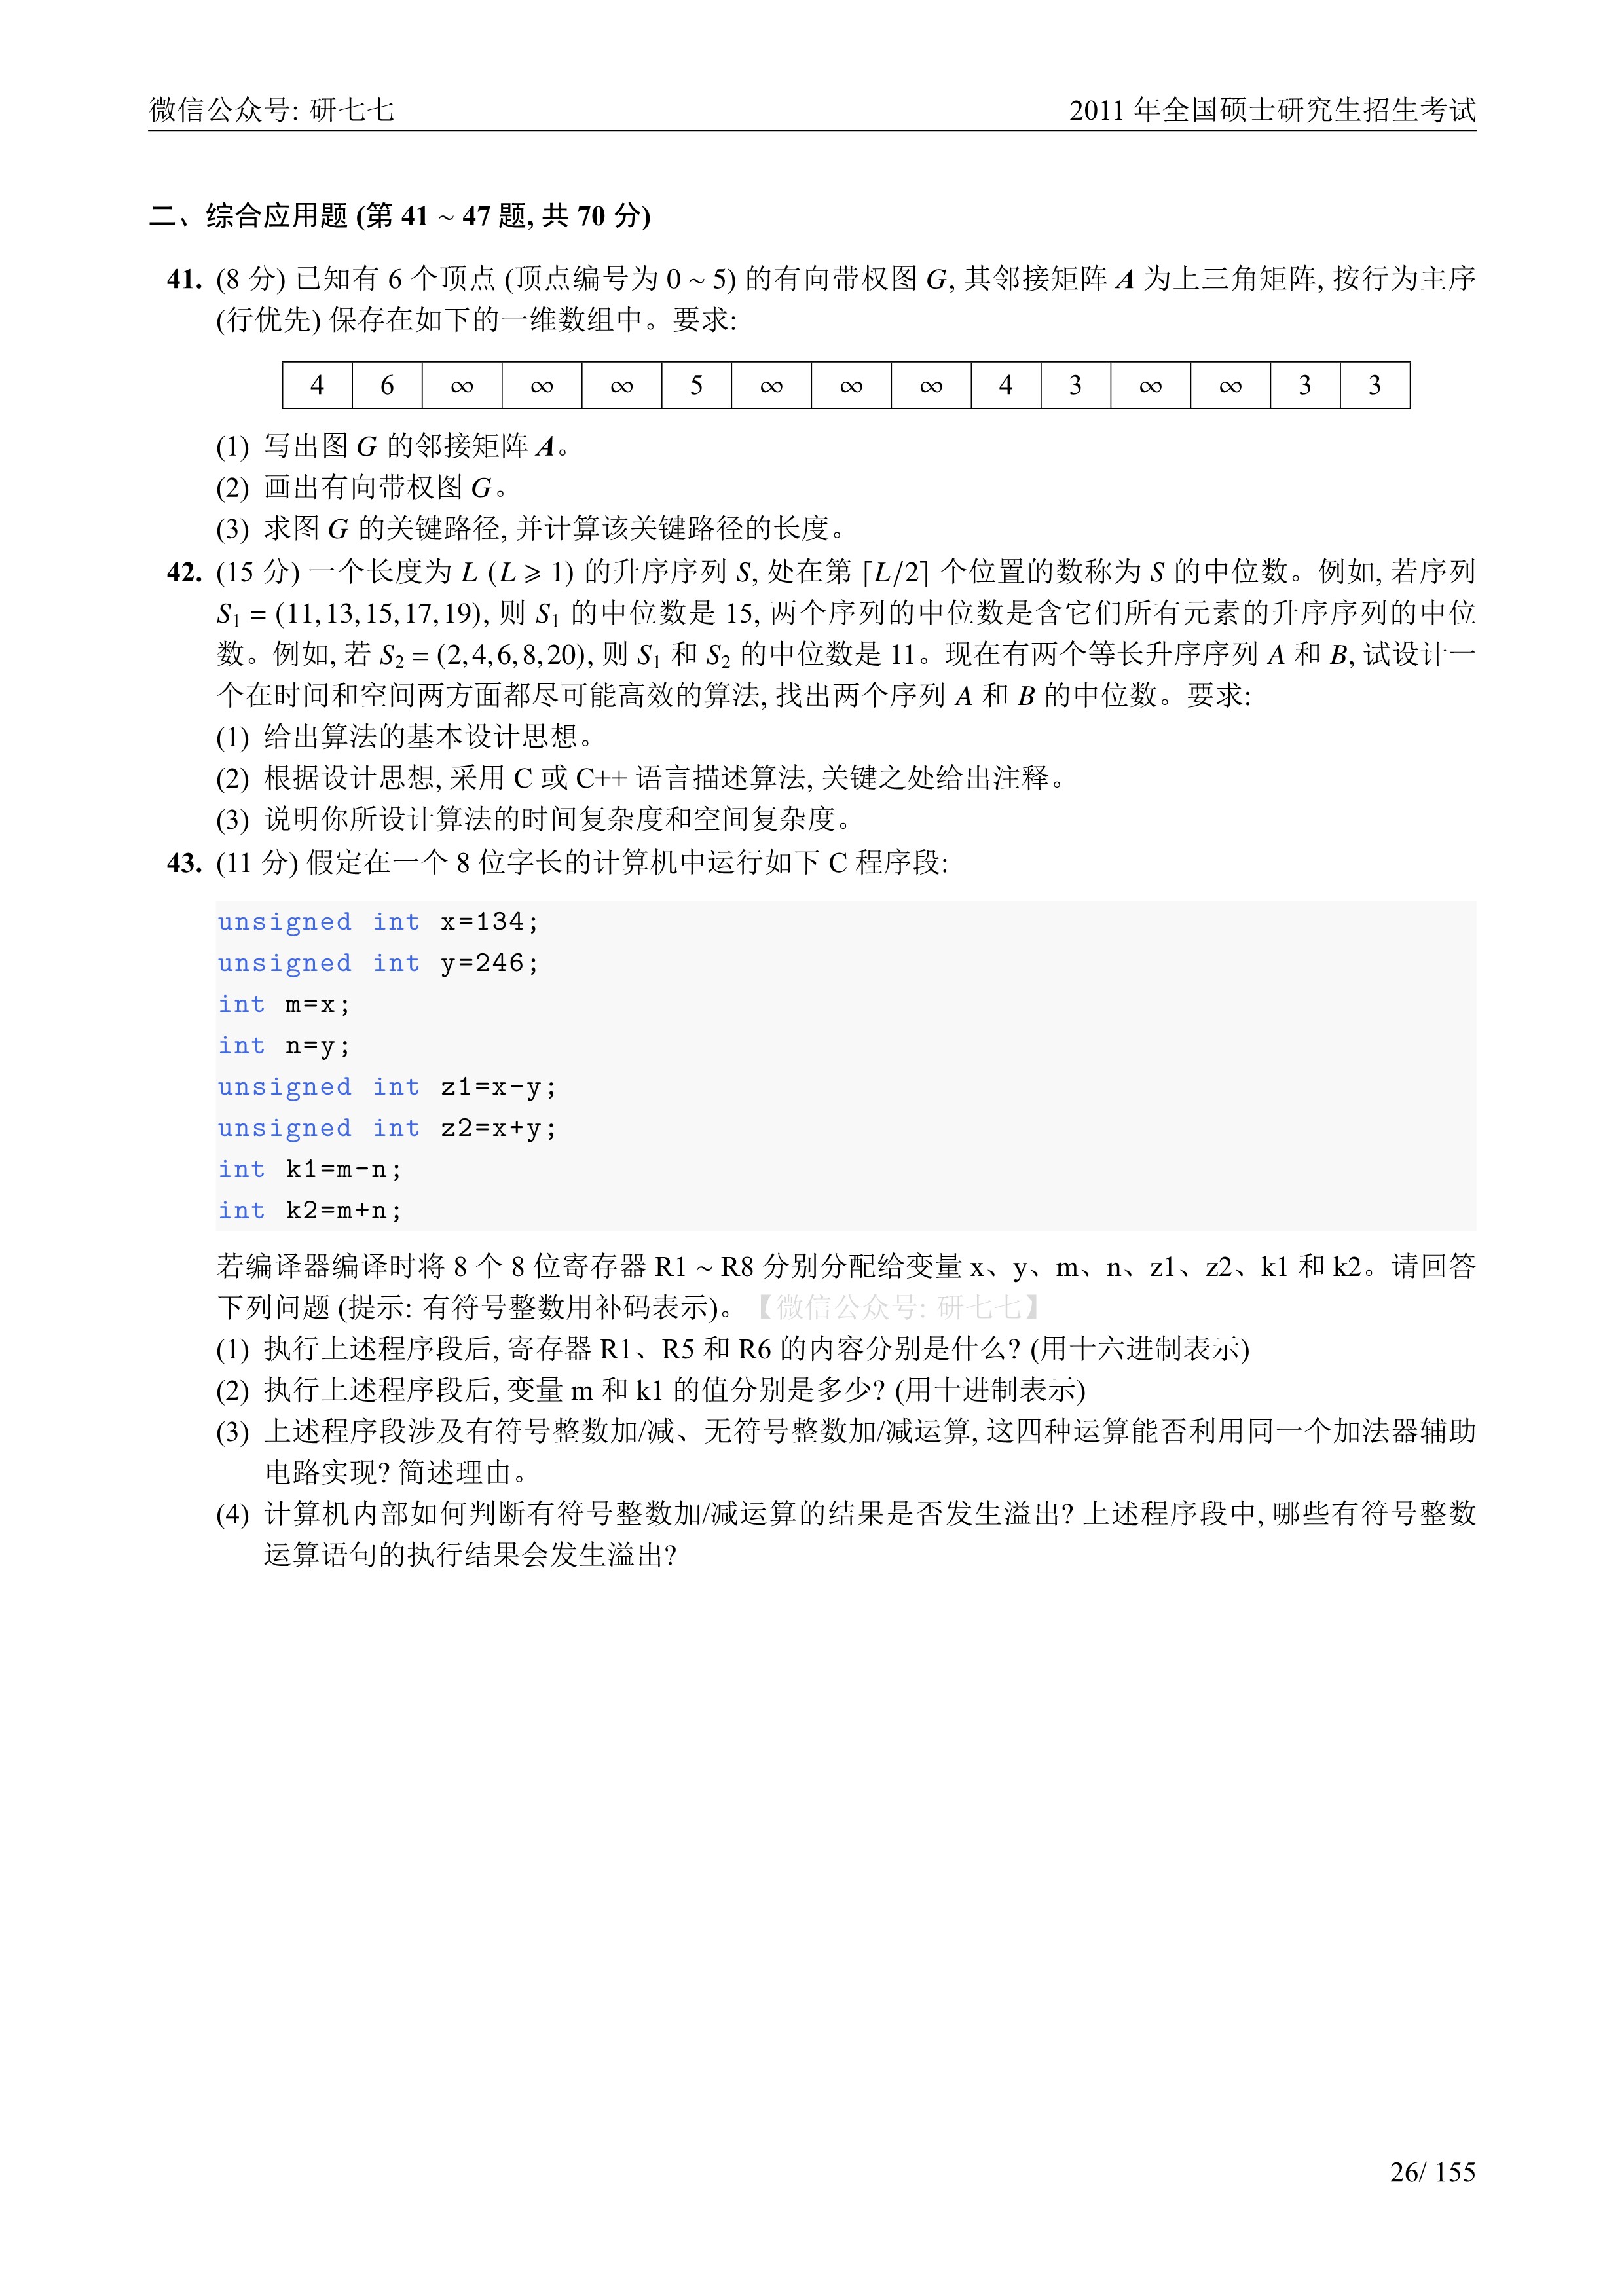 微信公众号: 研七七
2011 年全国硕士研究生招生考试
二、综合应用题 (第 41 ~ 47 题, 共 70 分)
41. (8 分) 已知有 6 个顶点 (顶点编号为 0 ~ 5) 的有向带权图 G, 其邻接矩阵 A 为上三角矩阵, 按行为主序
(行优先) 保存在如下的一维数组中。要求:
4 6 ∞ ∞ ∞ 5 ∞ ∞ ∞ 4 3 ∞ ∞ 3 3
(1) 写出图 G 的邻接矩阵 A。
(2) 画出有向带权图 G。
(3) 求图 G 的关键路径, 并计算该关键路径的长度。
42. (15 分) 一个长度为 L (L ⩾ 1) 的升序序列 S, 处在第 ⌈L/2⌉ 个位置的数称为 S 的中位数。例如, 若序列
S₁ = (11, 13, 15, 17, 19), 则 S₁ 的中位数是 15, 两个序列的中位数是含它们所有元素的升序序列的中位
数。例如, 若 S₂ = (2, 4, 6, 8, 20), 则 S₁ 和 S₂ 的中位数是 11。现在有两个等长升序序列 A 和 B, 试设计一
个在时间和空间两方面都尽可能高效的算法, 找出两个序列 A 和 B 的中位数。要求:
(1) 给出算法的基本设计思想。
(2) 根据设计思想, 采用 C 或 C++ 语言描述算法, 关键之处给出注释。
(3) 说明你所设计算法的时间复杂度和空间复杂度。
43. (11 分) 假定在一个 8 位字长的计算机中运行如下 C 程序段:
unsigned int x=134;
unsigned int y=246;
int m=x;
int n=y;
unsigned int z1=x-y;
unsigned int z2=x+y;
int k1=m-n;
int k2=m+n;
若编译器编译时将 8 个 8 位寄存器 R1 ~ R8 分别分配给变量 x、y、m、n、z1、z2、k1 和 k2。请回答
下列问题 (提示: 有符号整数用补码表示)。【微信公众号: 研七七】
(1) 执行上述程序段后, 寄存器 R1、R5 和 R6 的内容分别是什么? (用十六进制表示)
(2) 执行上述程序段后, 变量 m 和 k1 的值分别是多少? (用十进制表示)
(3) 上述程序段涉及有符号整数加/减、无符号整数加/减运算, 这四种运算能否利用同一个加法器辅助
电路实现? 简述理由。
(4) 计算机内部如何判断有符号整数加/减运算的结果是否发生溢出? 上述程序段中, 哪些有符号整数
运算语句的执行结果会发生溢出?
26/ 155